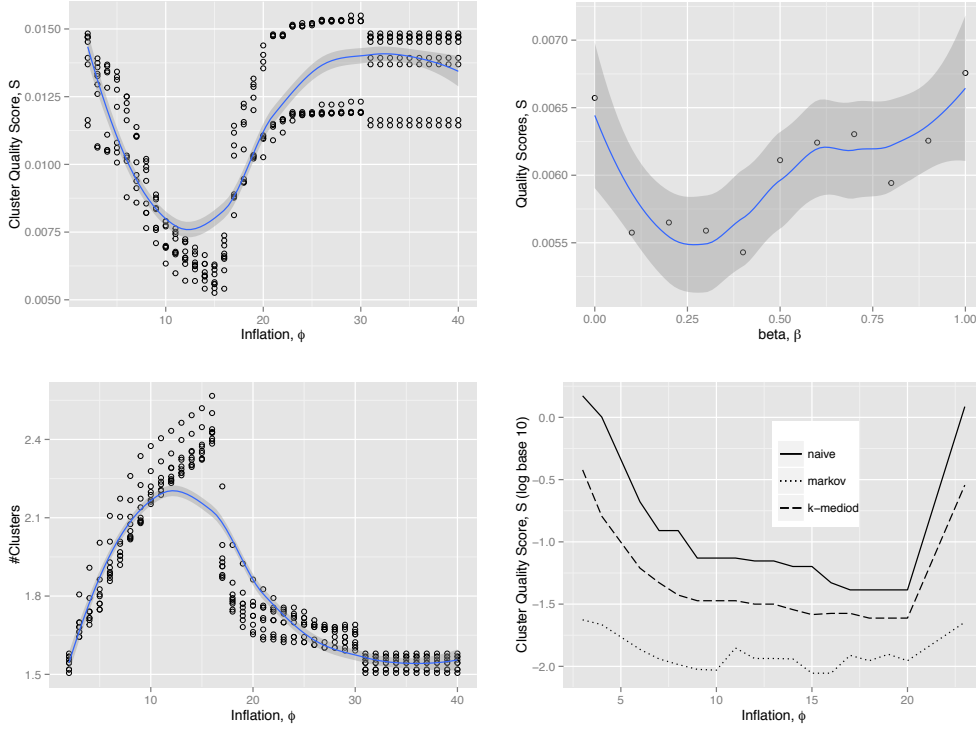 0.0150
0.0125
0.0100
0.0075
0.0050
Cluster Quality Score, S
10 20 30 40
Inflation, ϕ
0.0070
0.0065
0.0060
0.0055
Quality Scores, S
0.00 0.25 0.50 0.75 1.00
beta, β
2.4
2.1
1.8
1.5
#Clusters
10 20 30 40
Inflation, ϕ
0.0
−0.5
−1.0
−1.5
−2.0
Cluster Quality Score, S (log base 10)
naive
markov
k−mediod
5 10 15 20
Inflation, ϕ